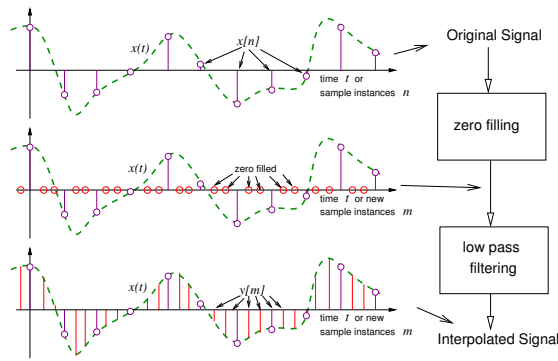 x(t)
x[n]
Original Signal
time t or
sample instances n
zero filling
x(t)
zero filled
time t or new
sample instances m
low pass
filtering
x(t)
y[m]
time t or new
sample instances m
Interpolated Signal